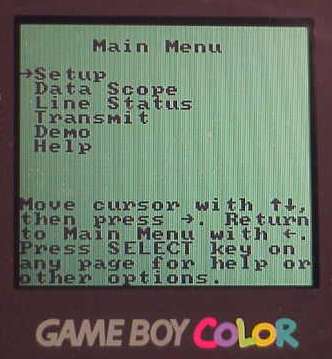 Main Menu
→Setup
Data Scope
Line Status
Transmit
Demo
Help
Move cursor with ↑↓,
then press →. Return
to Main Menu with ←.
Press SELECT key on
any page for help or
other options.
GAME BOY COLOR